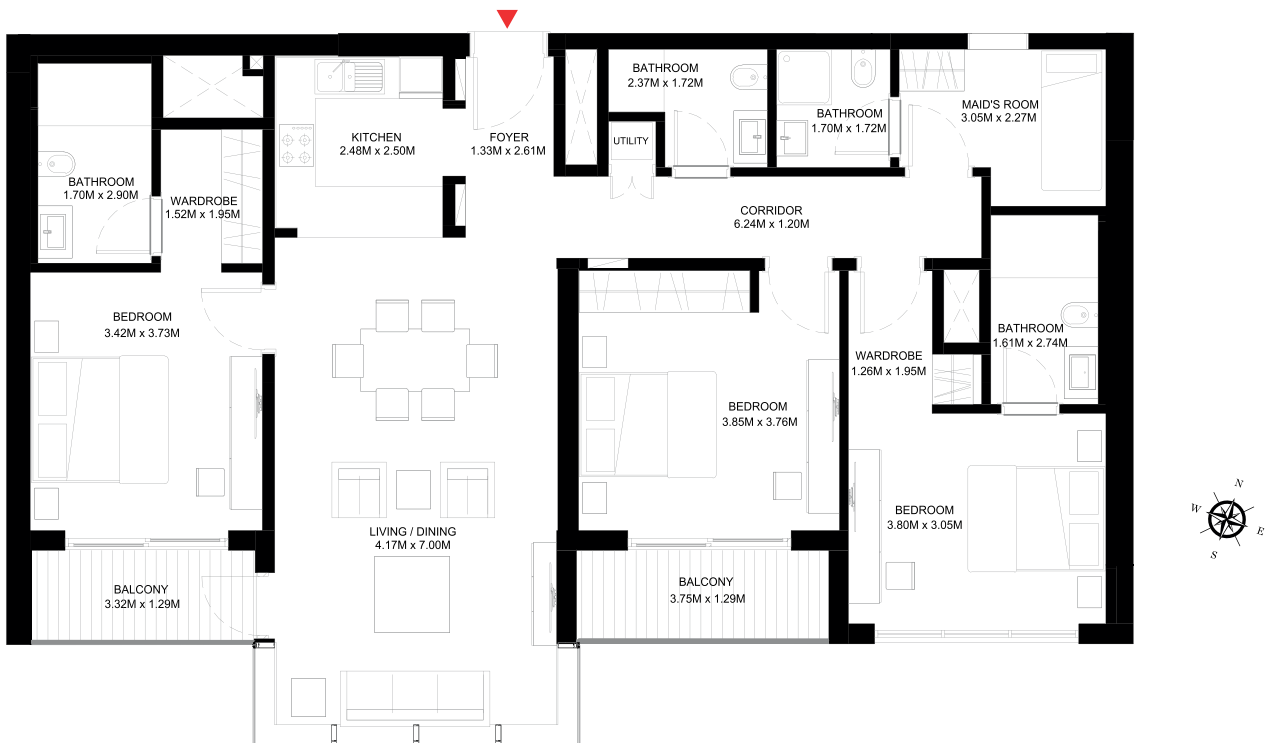 BATHROOM
2.37M x 1.72M
BATHROOM
1.70M x 1.72M
MAID'S ROOM
3.05M x 2.27M
KITCHEN
2.48M x 2.50M
FOYER
1.33M x 2.61M
UTILITY
BATHROOM
1.70M x 2.90M
WARDROBE
1.52M x 1.95M
CORRIDOR
6.24M x 1.20M
BEDROOM
3.42M x 3.73M
BATHROOM
1.61M x 2.74M
WARDROBE
1.26M x 1.95M
BEDROOM
3.85M x 3.76M
BEDROOM
3.80M x 3.05M
LIVING / DINING
4.17M x 7.00M
BALCONY
3.32M x 1.29M
BALCONY
3.75M x 1.29M
N
W
E
S